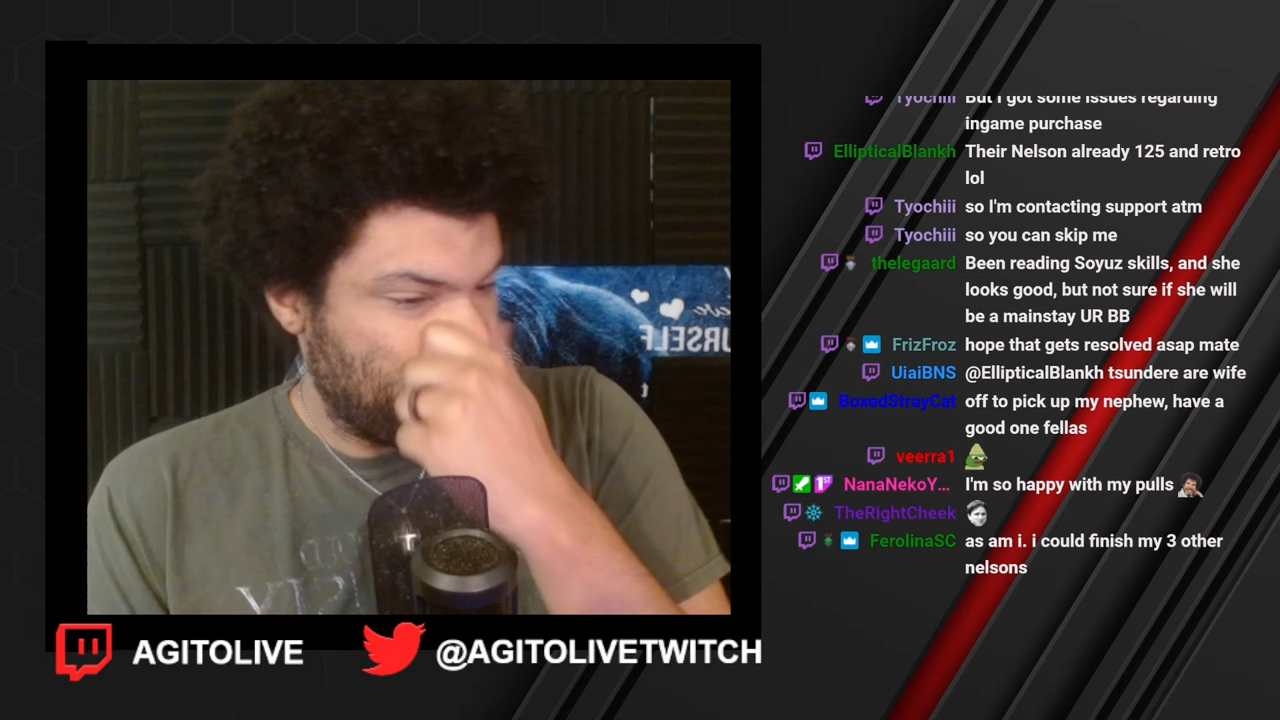 Tyochiii But I got some issues regarding
ingame purchase
EllipticalBlankh Their Nelson already 125 and retro
lol
Tyochiii so I'm contacting support atm
Tyochiii so you can skip me
thelegaard Been reading Soyuz skills, and she
looks good, but not sure if she will
be a mainstay UR BB
FrizFroz hope that gets resolved asap mate
UiaiBNS @EllipticalBlankh tsundere are wife
BoxedStrayCat off to pick up my nephew, have a
good one fellas
veerra1
NanaNekoY... I'm so happy with my pulls
TheRightCheek
FerolinaSC as am i. i could finish my 3 other
nelsons
AGITOLIVE @AGITOLIVETWITCH